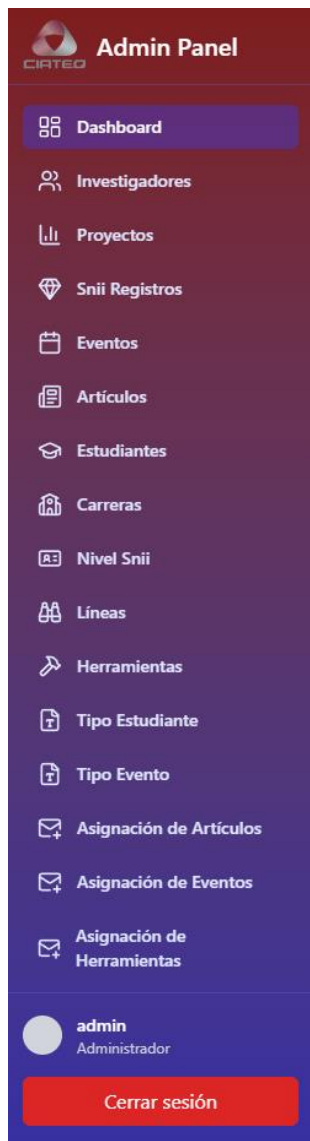 CIATEQ
Admin Panel
Dashboard
Investigadores
Proyectos
Snii Registros
Eventos
Artículos
Estudiantes
Carreras
Nivel Snii
Líneas
Herramientas
Tipo Estudiante
Tipo Evento
Asignación de Artículos
Asignación de Eventos
Asignación de
Herramientas
admin
Administrador
Cerrar sesión